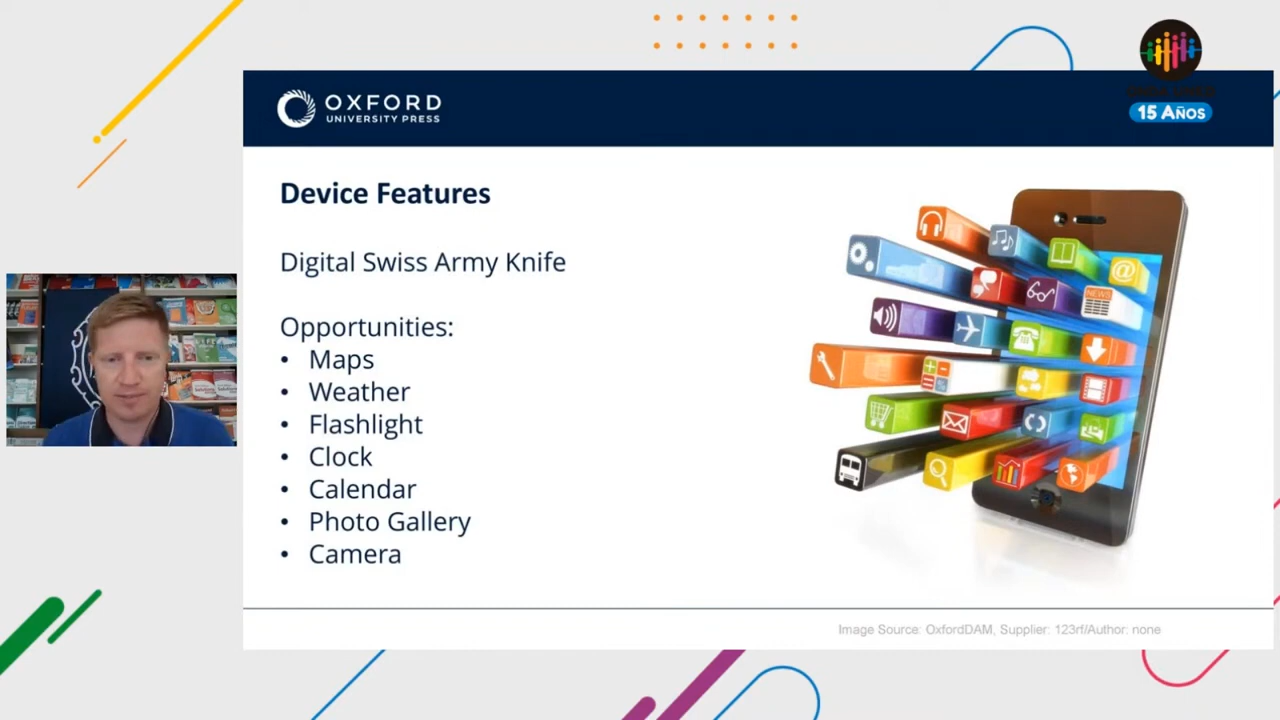 OXFORD
UNIVERSITY PRESS
15 AÑOS
Device Features
Digital Swiss Army Knife
Opportunities:
• Maps
• Weather
• Flashlight
• Clock
• Calendar
• Photo Gallery
• Camera
NEWS
@
Image Source: OxfordDAM, Supplier: 123rf/Author: none